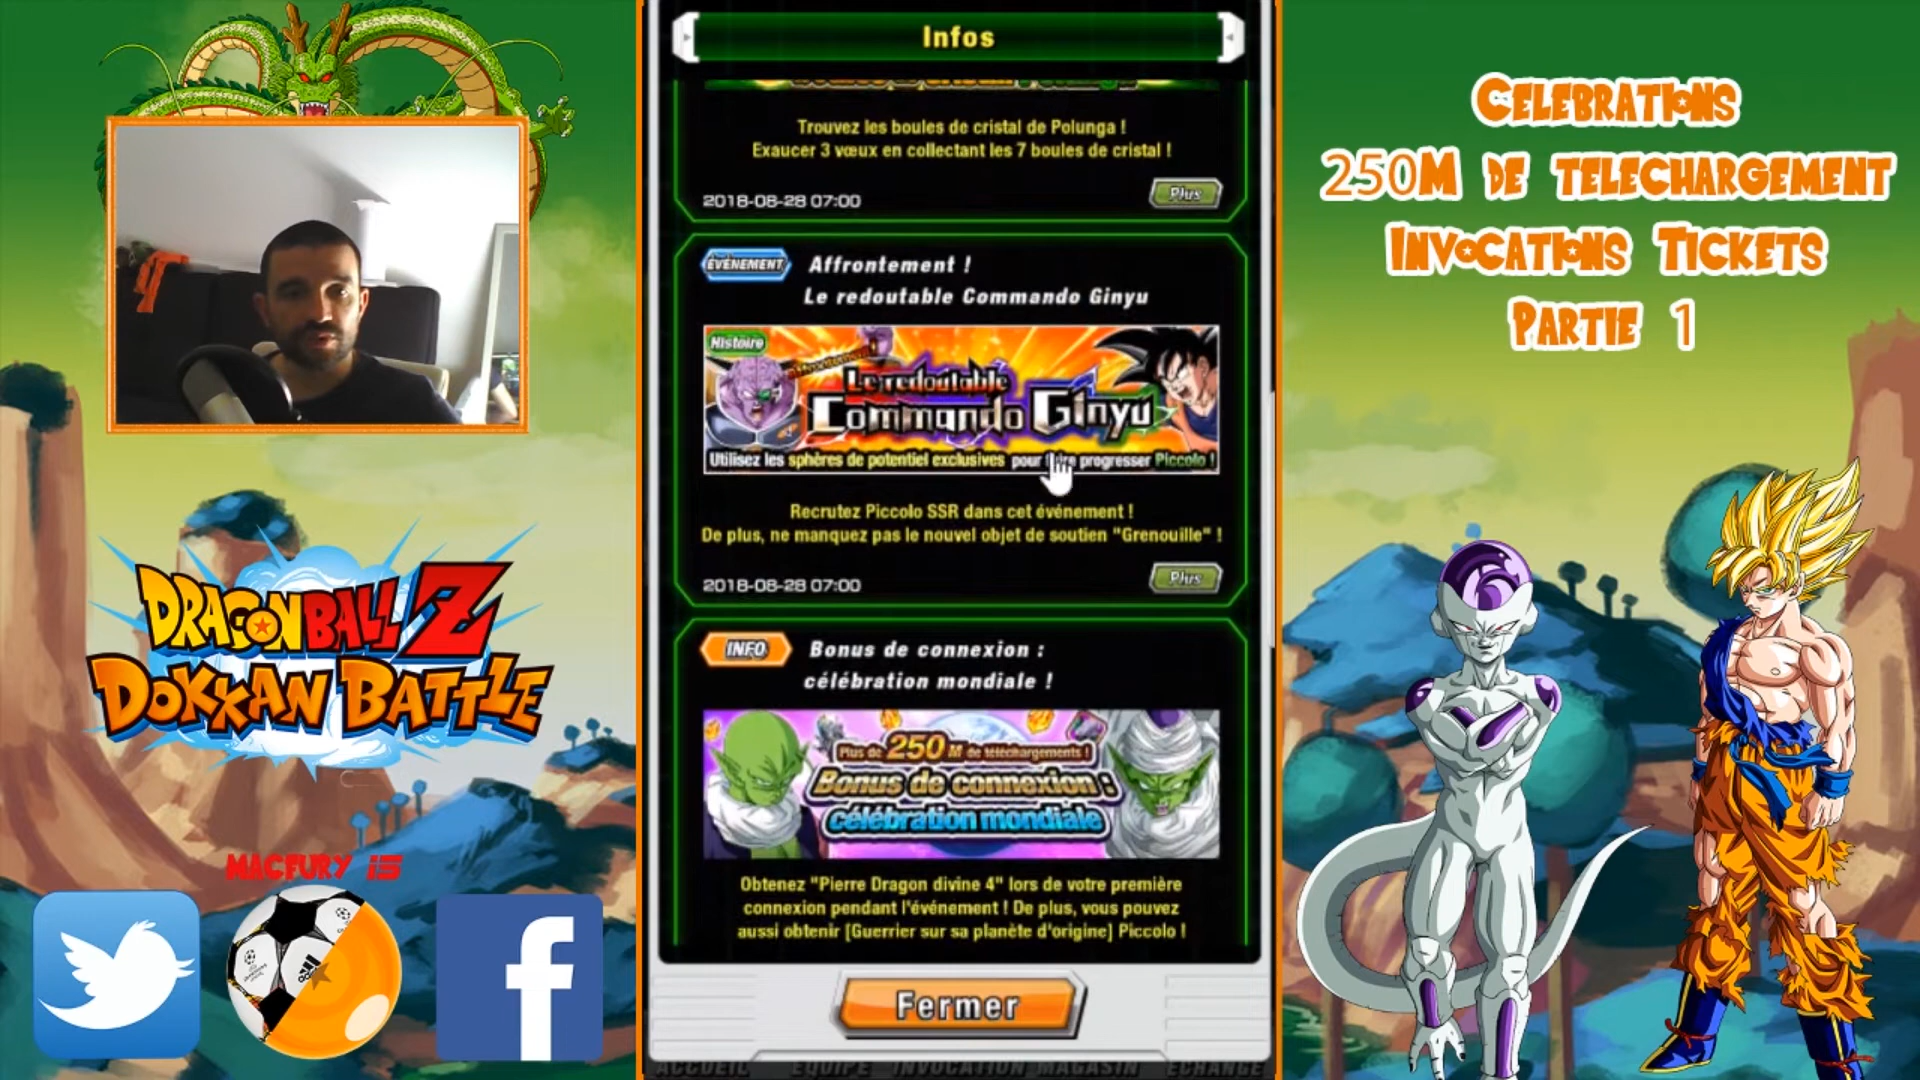 Infos
Trouvez les boules de cristal de Polunga !
Exaucer 3 vœux en collectant les 7 boules de cristal !
2018-08-28 07:00
Plus
ÉVÉNEMENT
Affrontement !
Le redoutable Commando Ginyu
Histoire
Le redoutable
Commando Ginyu
Utilisez les sphères de potentiel exclusives pour faire progresser Piccolo !
Recrutez Piccolo SSR dans cet événement !
De plus, ne manquez pas le nouvel objet de soutien "Grenouille" !
2018-08-28 07:00
Plus
INFO
Bonus de connexion :
célébration mondiale !
Plus de 250 M de téléchargements !
Bonus de connexion :
célébration mondiale
Obtenez "Pierre Dragon divine 4" lors de votre première
connexion pendant l'événement ! De plus, vous pouvez
aussi obtenir [Guerrier sur sa planète d'origine] Piccolo !
Fermer
ACCUEIL ÉQUIPE INVOCATION MAGASIN ÉCHANGE
DRAGONBALL Z
DOKKAN BATTLE
MACFURY 15
f
CELEBRATIONS
250M DE TELECHARGEMENT
INVOCATIONS TICKETS
PARTIE 1